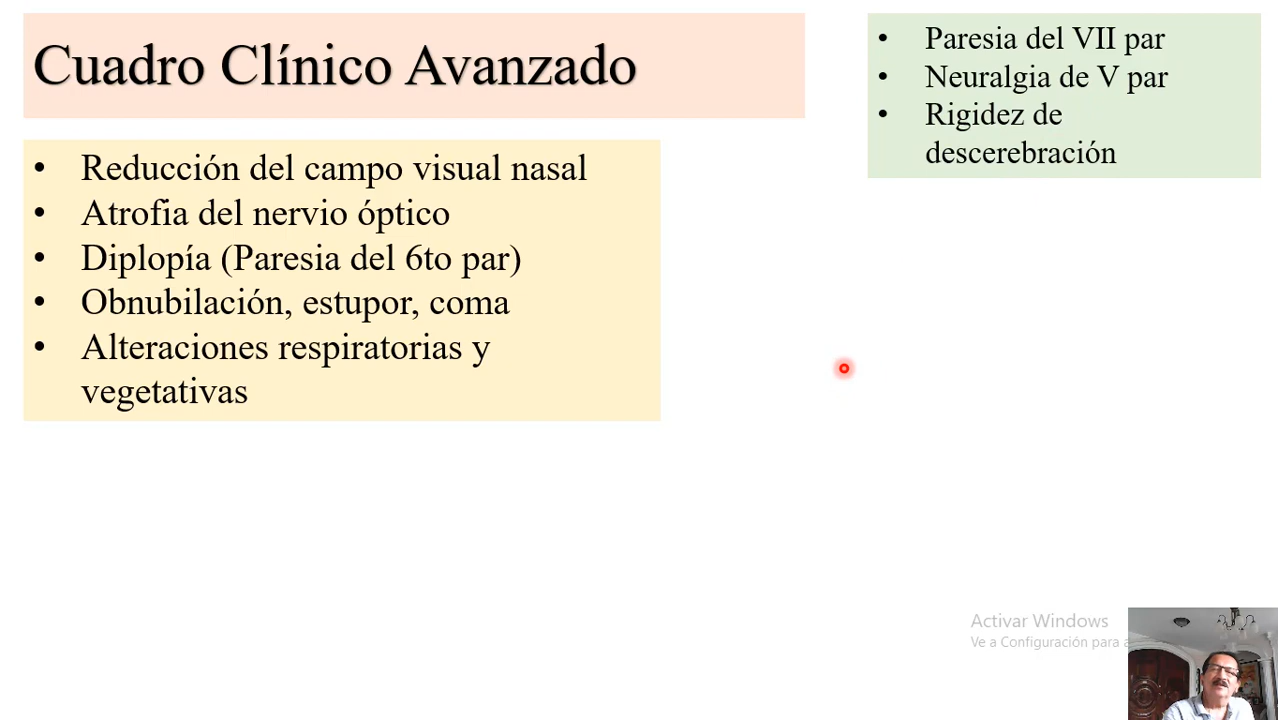 Cuadro Clínico Avanzado
• Reducción del campo visual nasal
• Atrofia del nervio óptico
• Diplopía (Paresia del 6to par)
• Obnubilación, estupor, coma
• Alteraciones respiratorias y
vegetativas
• Paresia del VII par
• Neuralgia de V par
• Rigidez de
descerebración
Activar Windows
Ve a Configuración para